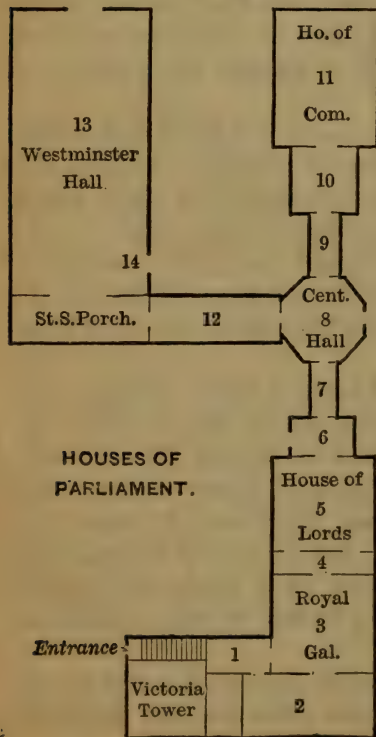 Ho. of
11
Com.
13
Westminster
Hall
10
9
14
Cent.
8
Hall
St.S.Porch.
12
7
6
HOUSES OF
PARLIAMENT.
House of
5
Lords
4
Royal
3
Gal.
Entrance
1
Victoria
Tower
2